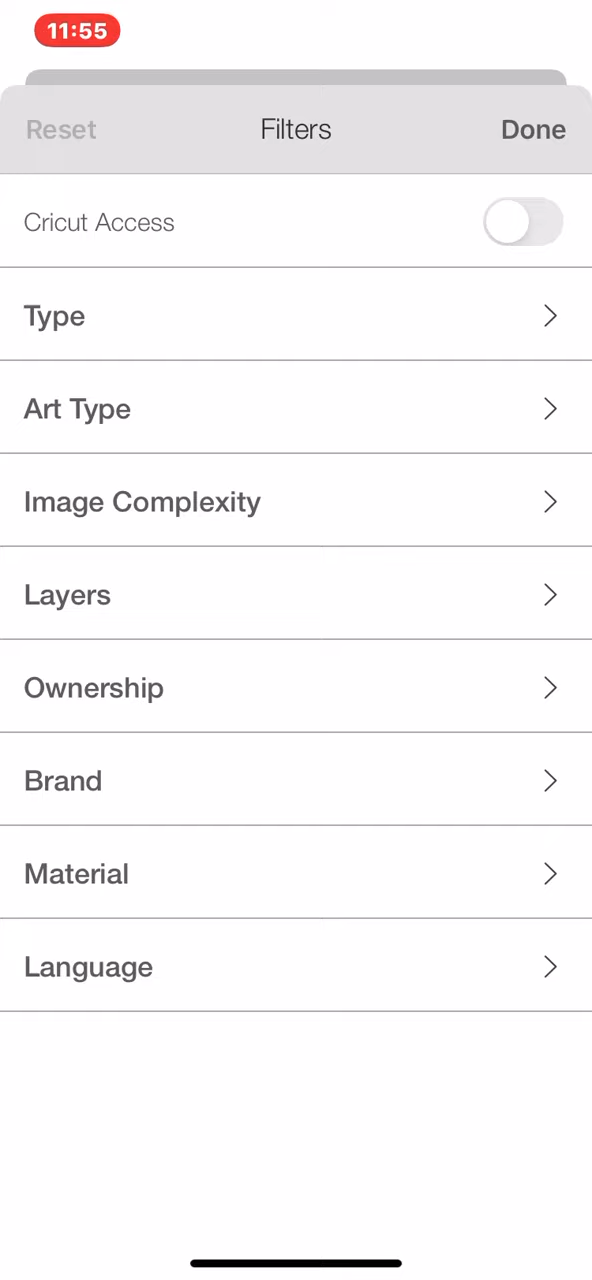 11:55
Reset Filters Done
Cricut Access
Type
Art Type
Image Complexity
Layers
Ownership
Brand
Material
Language